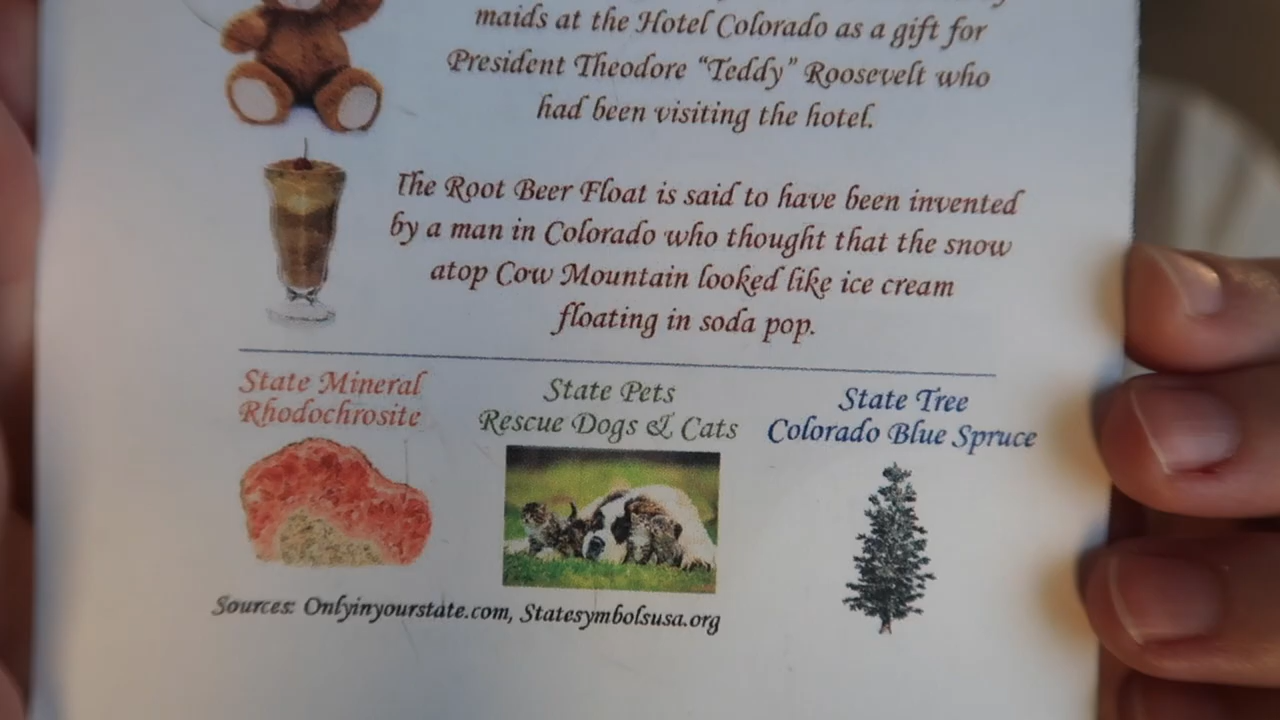 maids at the Hotel Colorado as a gift for
President Theodore “Teddy” Roosevelt who
had been visiting the hotel.
The Root Beer Float is said to have been invented
by a man in Colorado who thought that the snow
atop Cow Mountain looked like ice cream
floating in soda pop.
State Mineral
Rhodochrosite
State Pets
Rescue Dogs & Cats
State Tree
Colorado Blue Spruce
Sources: Onlyinyourstate.com, Statesymbolsusa.org